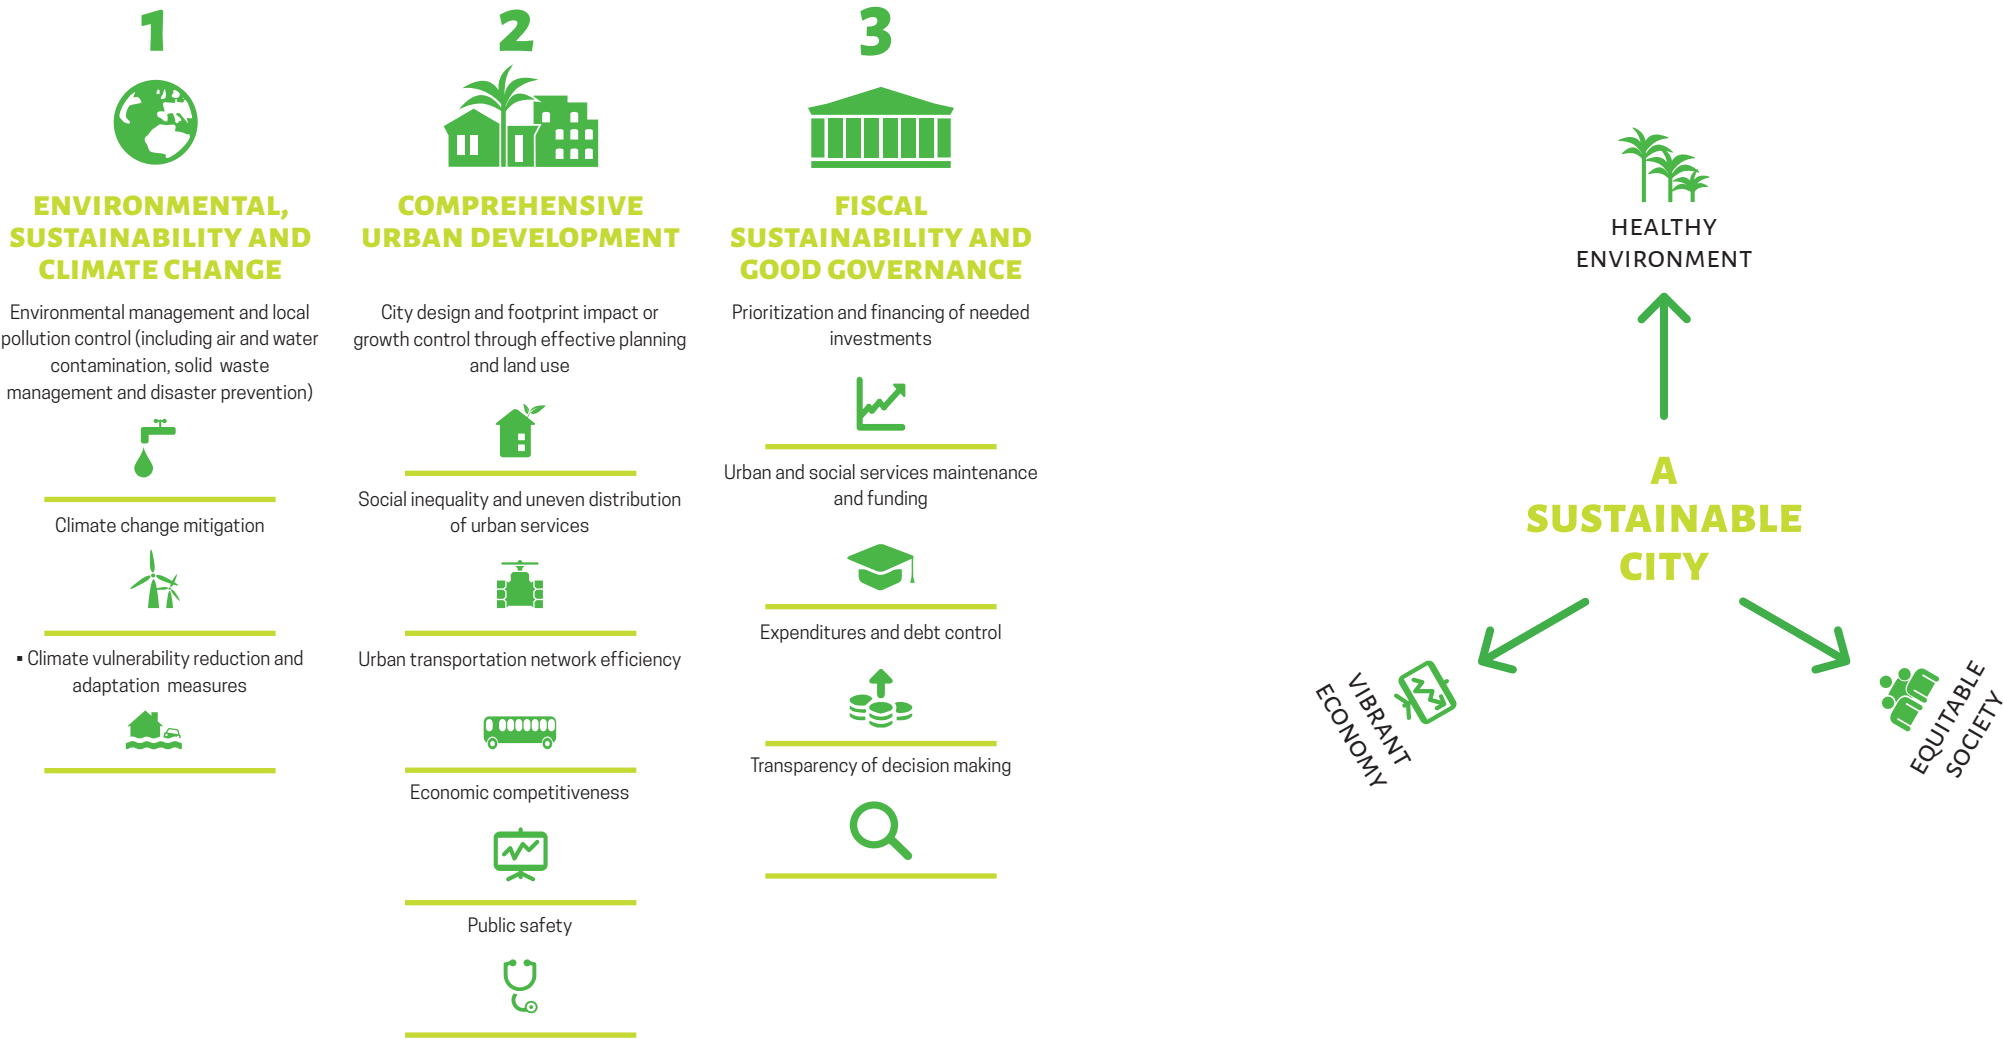 1
ENVIRONMENTAL,
SUSTAINABILITY AND
CLIMATE CHANGE
Environmental management and local
pollution control (including air and water
contamination, solid waste
management and disaster prevention)
Climate change mitigation
▪ Climate vulnerability reduction and
adaptation measures
2
COMPREHENSIVE
URBAN DEVELOPMENT
City design and footprint impact or
growth control through effective planning
and land use
Social inequality and uneven distribution
of urban services
Urban transportation network efficiency
Economic competitiveness
Public safety
3
FISCAL
SUSTAINABILITY AND
GOOD GOVERNANCE
Prioritization and financing of needed
investments
Urban and social services maintenance
and funding
Expenditures and debt control
Transparency of decision making
HEALTHY
ENVIRONMENT
A
SUSTAINABLE
CITY
VIBRANT
ECONOMY
EQUITABLE
SOCIETY